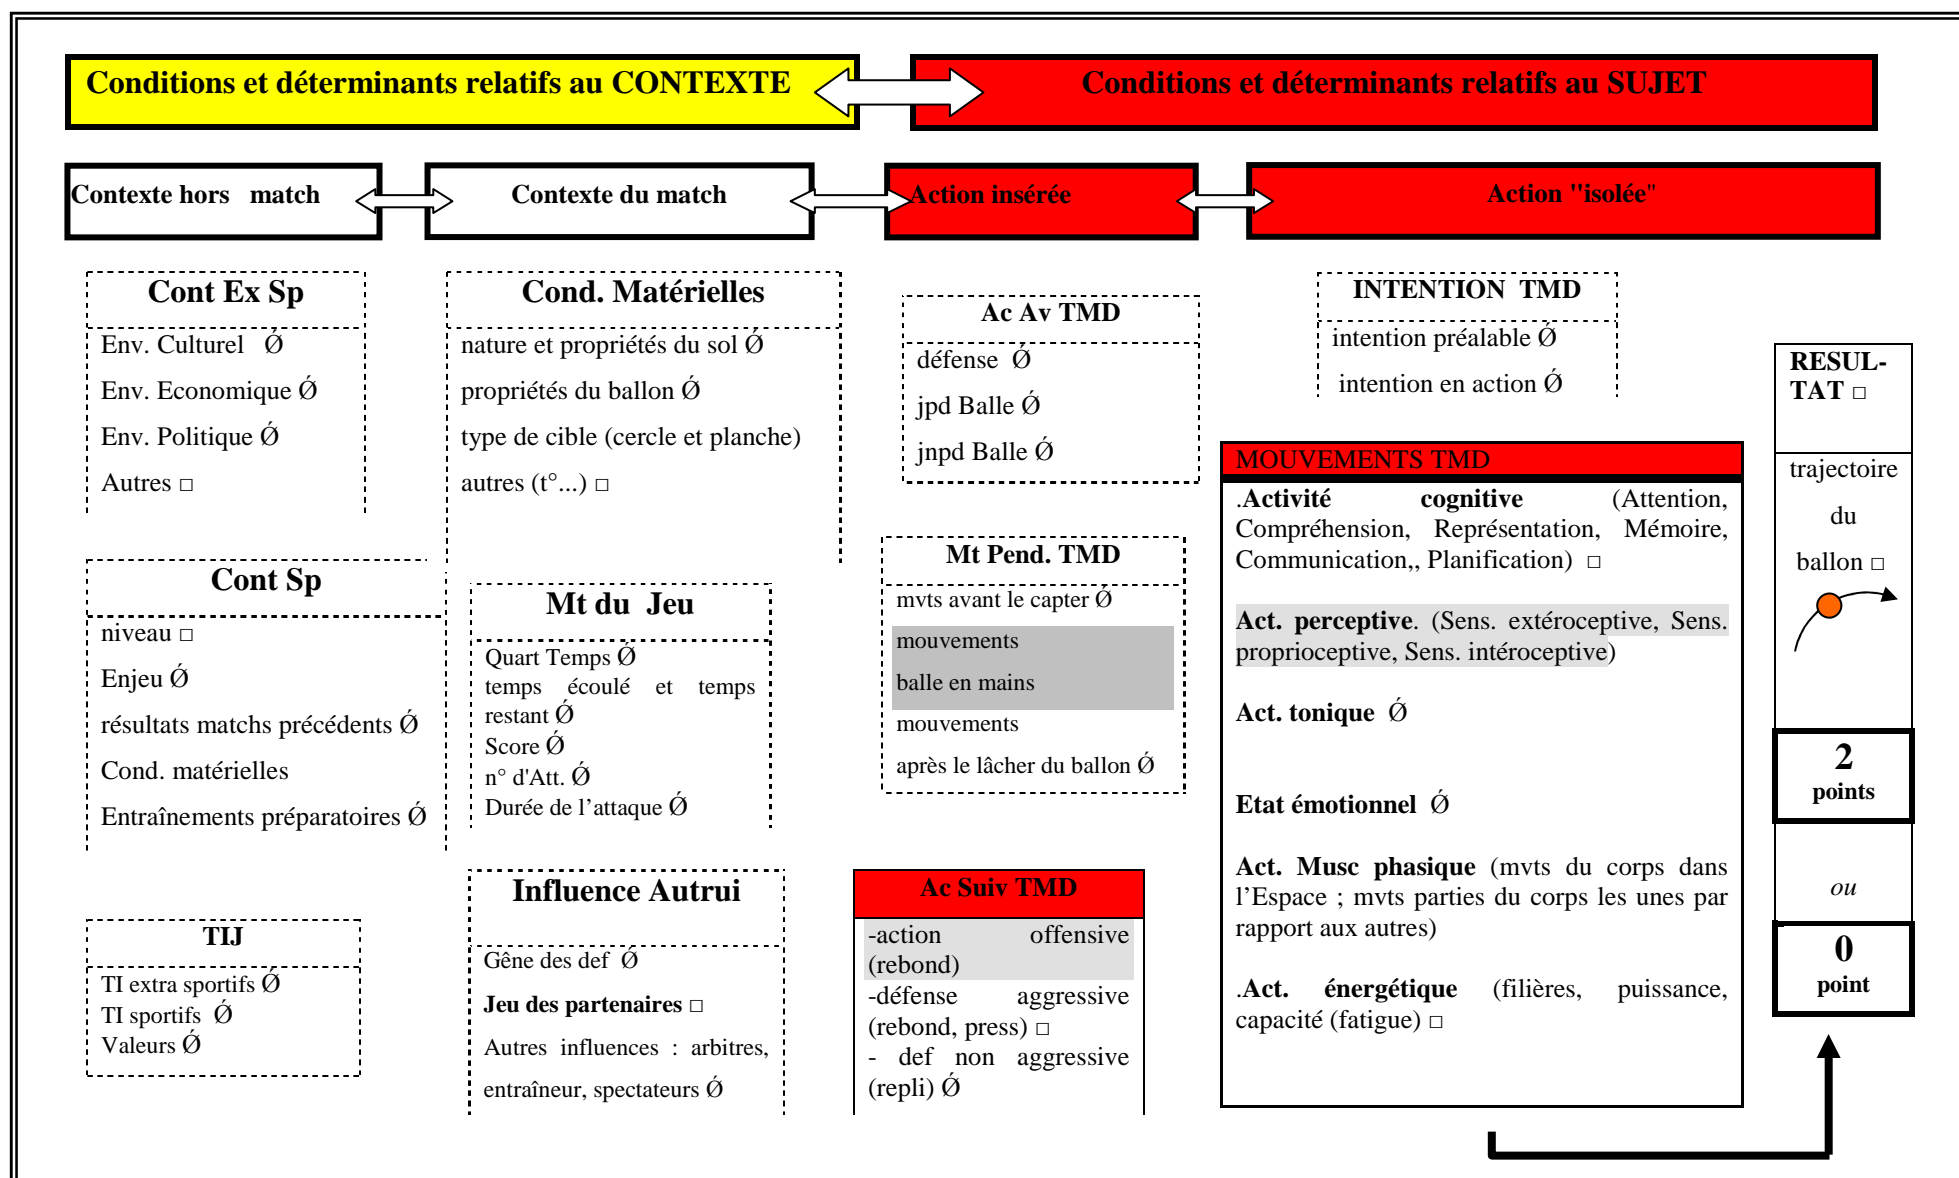 Conditions et déterminants relatifs au CONTEXTE
Conditions et déterminants relatifs au SUJET
Contexte hors match
Contexte du match
Action insérée
Action "isolée"
Cont Ex Sp
Env. Culturel Ǿ
Env. Economique Ǿ
Env. Politique Ǿ
Autres □
Cont Sp
niveau □
Enjeu Ǿ
résultats matchs précédents Ǿ
Cond. matérielles
Entraînements préparatoires Ǿ
TIJ
TI extra sportifs Ǿ
TI sportifs Ǿ
Valeurs Ǿ
Cond. Matérielles
nature et propriétés du sol Ǿ
propriétés du ballon Ǿ
type de cible (cercle et planche)
autres (t°...) □
Mt du Jeu
Quart Temps Ǿ
temps écoulé et temps
restant Ǿ
Score Ǿ
n° d'Att. Ǿ
Durée de l’attaque Ǿ
Influence Autrui
Gêne des def Ǿ
Jeu des partenaires □
Autres influences : arbitres,
entraîneur, spectateurs Ǿ
Ac Av TMD
défense Ǿ
jpd Balle Ǿ
jnpd Balle Ǿ
Mt Pend. TMD
mvts avant le capter Ǿ
mouvements
balle en mains
mouvements
après le lâcher du ballon Ǿ
Ac Suiv TMD
-action offensive
(rebond)
-défense aggressive
(rebond, press) □
- def non aggressive
(repli) Ǿ
INTENTION TMD
intention préalable Ǿ
intention en action Ǿ
MOUVEMENTS TMD
.Activité cognitive (Attention,
Compréhension, Représentation, Mémoire,
Communication,, Planification) □
Act. perceptive. (Sens. extéroceptive, Sens.
proprioceptive, Sens. intéroceptive)
Act. tonique Ǿ
Etat émotionnel Ǿ
Act. Musc phasique (mvts du corps dans
l’Espace ; mvts parties du corps les unes par
rapport aux autres)
.Act. énergétique (filières, puissance,
capacité (fatigue) □
RESUL-
TAT □
trajectoire
du
ballon □
2
points
ou
0
point